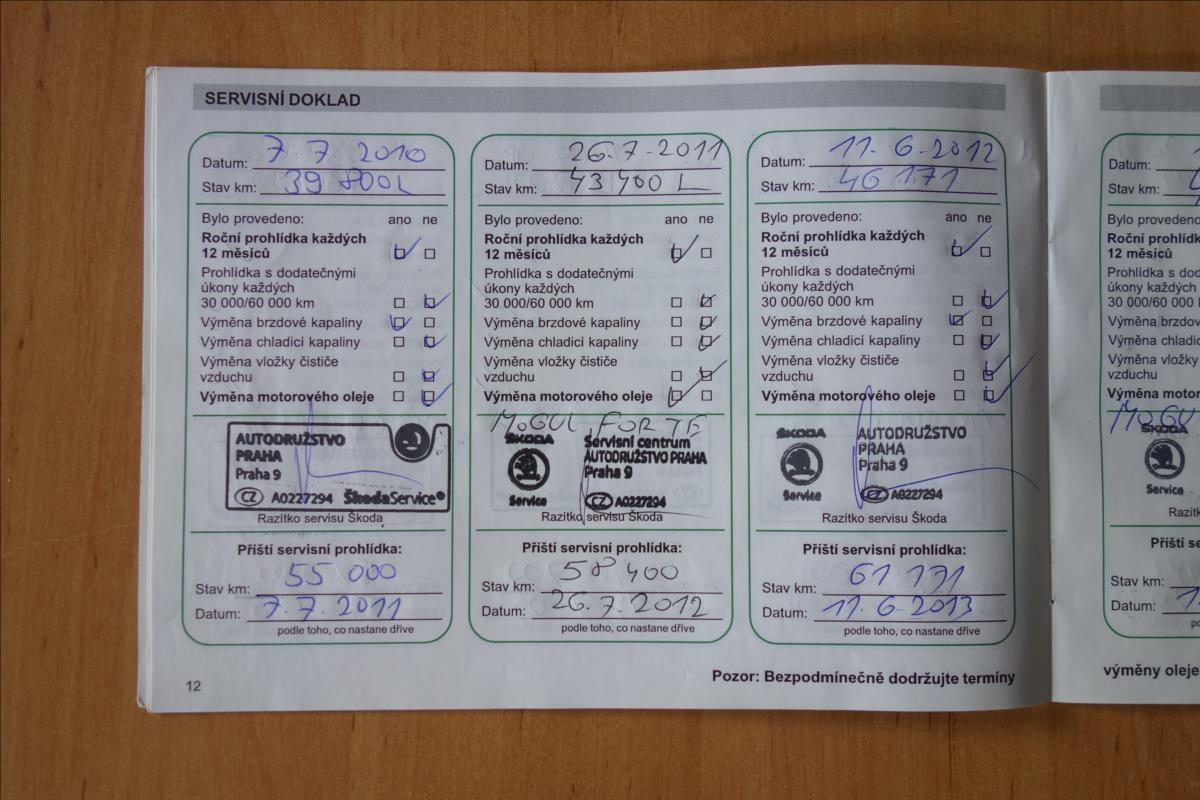 SERVISNÍ DOKLAD
Datum: 7. 7. 2010
Stav km: 39 800L
Bylo provedeno: ano ne
Roční prohlídka každých
12 měsíců
Prohlídka s dodatečnými
úkony každých
30 000/60 000 km
Výměna brzdové kapaliny
Výměna chladicí kapaliny
Výměna vložky čističe
vzduchu
Výměna motorového oleje
AUTODRUŽSTVO
PRAHA
Praha 9
CZ A0227294 ŠkodaService®
Razítko servisu Škoda
Příští servisní prohlídka:
Stav km: 55 000
Datum: 7. 7. 2011
podle toho, co nastane dříve
Datum: 26. 7. 2011
Stav km: 43 400 L
Bylo provedeno: ano ne
Roční prohlídka každých
12 měsíců
Prohlídka s dodatečnými
úkony každých
30 000/60 000 km
Výměna brzdové kapaliny
Výměna chladicí kapaliny
Výměna vložky čističe
vzduchu
Výměna motorového oleje
MOGUL FORTE
ŠKODA
Service
Servisní centrum
AUTODRUŽSTVO PRAHA
Praha 9
CZ A0227294
Razítko servisu Škoda
Příští servisní prohlídka:
Stav km: 58 400
Datum: 26. 7. 2012
podle toho, co nastane dříve
Datum: 11. 6. 2012
Stav km: 46 171
Bylo provedeno: ano ne
Roční prohlídka každých
12 měsíců
Prohlídka s dodatečnými
úkony každých
30 000/60 000 km
Výměna brzdové kapaliny
Výměna chladicí kapaliny
Výměna vložky čističe
vzduchu
Výměna motorového oleje
ŠKODA
Service
AUTODRUŽSTVO
PRAHA
Praha 9
CZ A0227294
Razítko servisu Škoda
Příští servisní prohlídka:
Stav km: 61 171
Datum: 11. 6. 2013
podle toho, co nastane dříve
12
Pozor: Bezpodmínečně dodržujte termíny
Datum:
Stav km:
Bylo provedeno:
Roční prohlídk
12 měsíců
Prohlídka s do
úkony každých
30 000/60 000
Výměna brzdov
Výměna chladic
Výměna vložky
vzduchu
Výměna motor
MOGU
ŠKODA
Service
Razít
Příští se
Stav km:
Datum:
výměny oleje